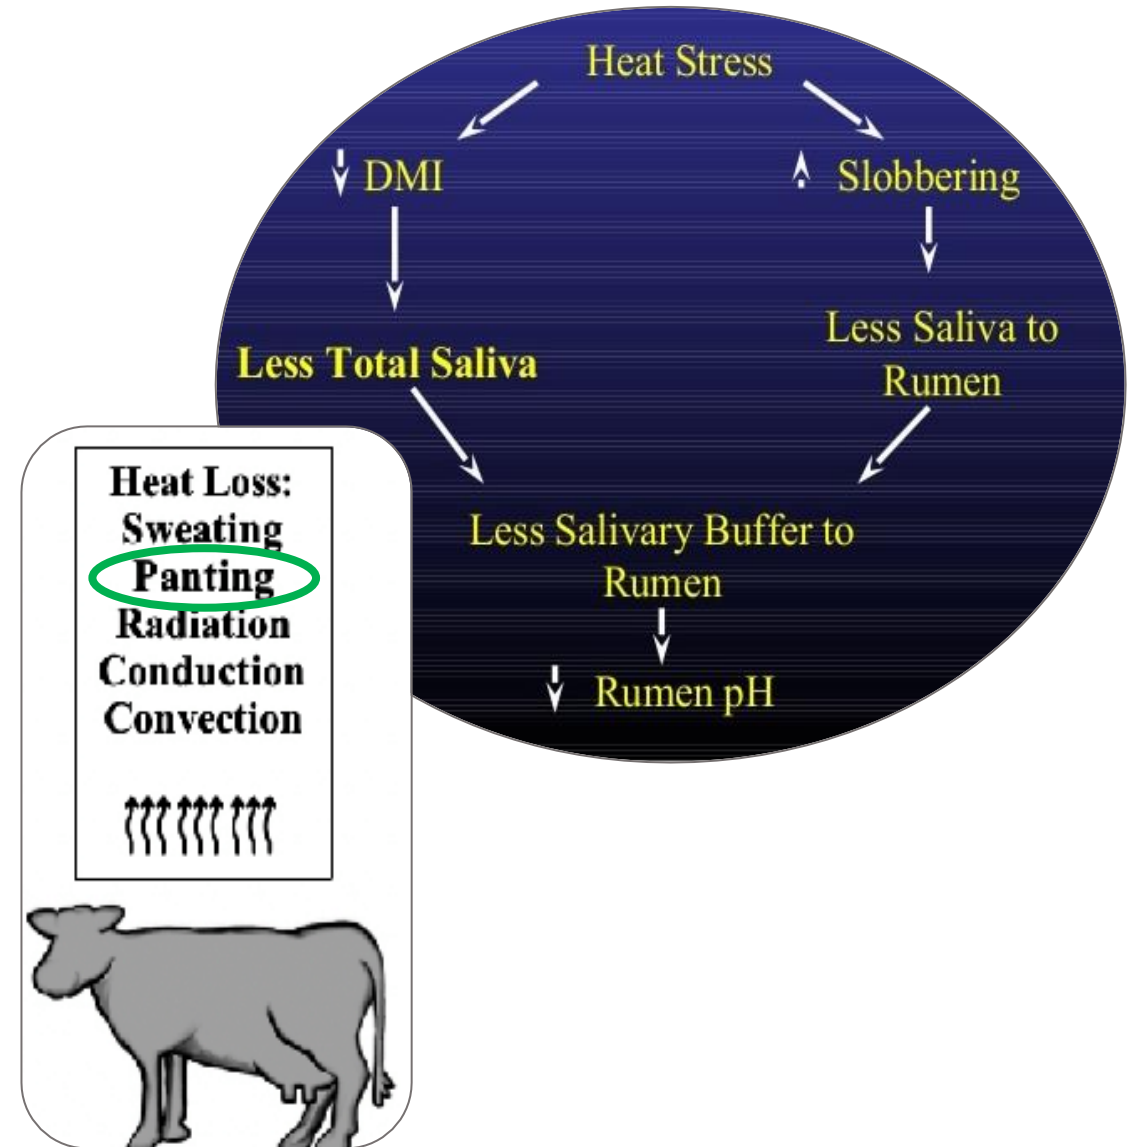 Heat Stress
DMI
Slobbering
Less Total Saliva
Less Saliva to
Rumen
Less Salivary Buffer to
Rumen
Rumen pH
Heat Loss:
Sweating
Panting
Radiation
Conduction
Convection